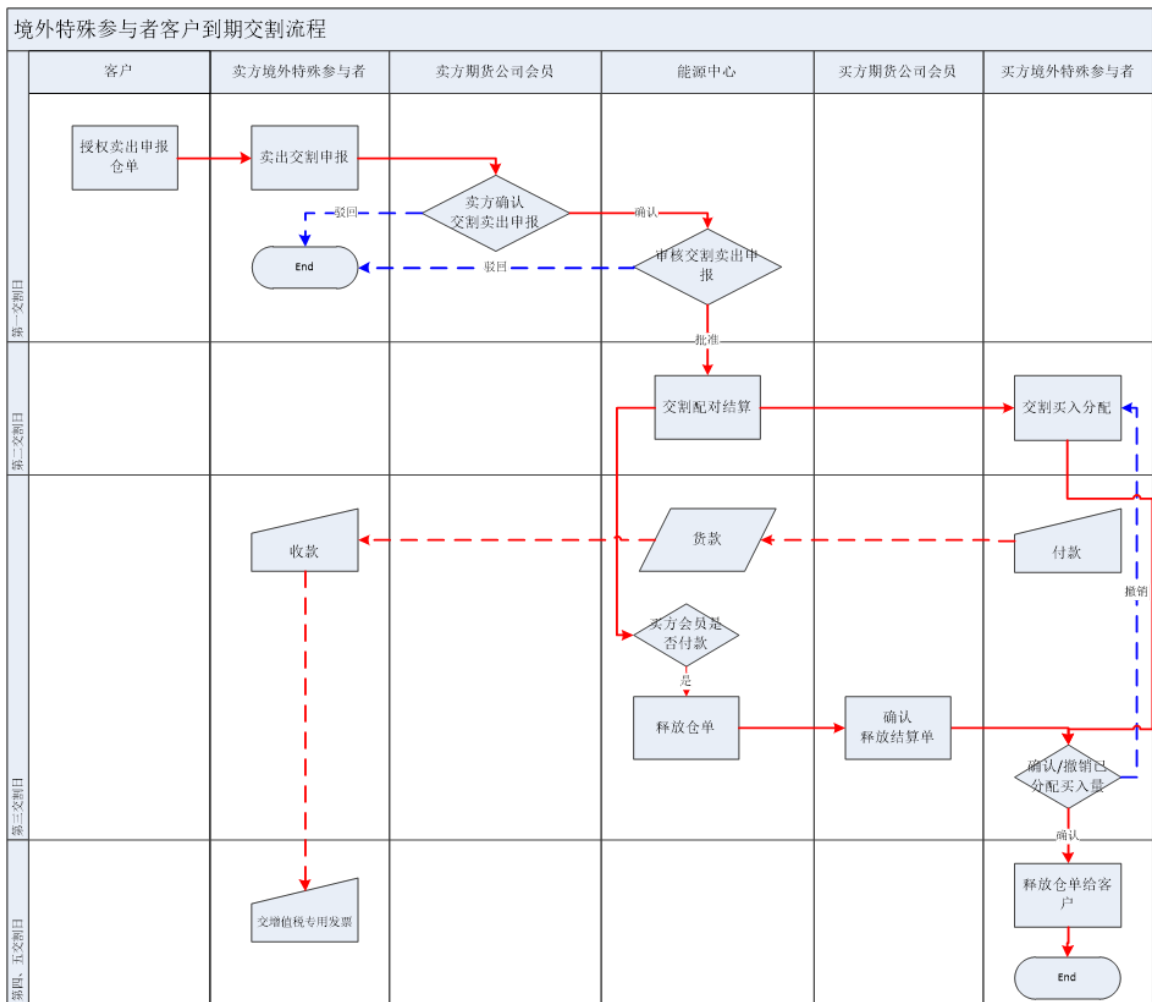 境外特殊参与者客户到期交割流程
客户
卖方境外特殊参与者
卖方期货公司会员
能源中心
买方期货公司会员
买方境外特殊参与者
第一交割日
授权卖出申报
仓单
卖出交割申报
卖方确认
交割卖出申报
驳回
确认
End
驳回
审核交割卖出申
报
批准
第二交割日
交割配对结算
交割买入分配
第三交割日
收款
货款
付款
撤销
买方会员是
否付款
是
释放仓单
确认
释放结算单
确认/撤销已
分配买入量
确认
第四、五交割日
交增值税专用发票
释放仓单给客
户
End